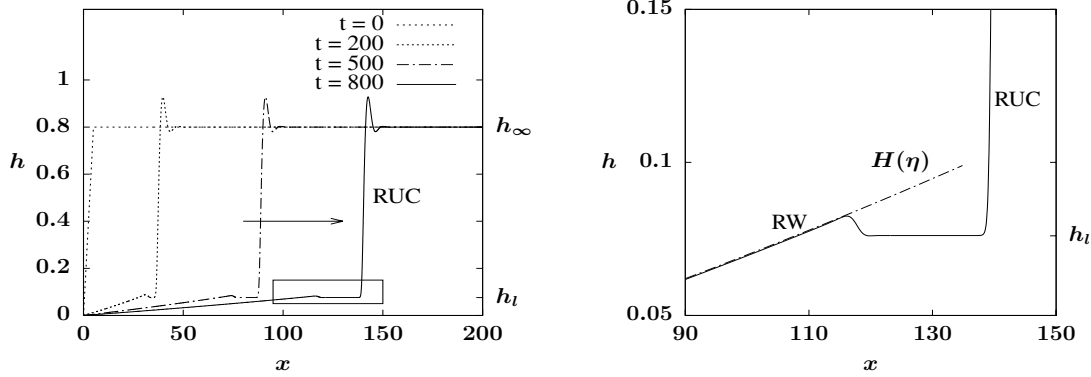 t = 0
t = 200
t = 500
t = 800
1
0.8
0.6
0.4
0.2
0
h
h∞
RUC
hl
0 50 100 150 200
x
0.15
0.1
0.05
h
RUC
H(η)
RW
hl
90 110 130 150
x